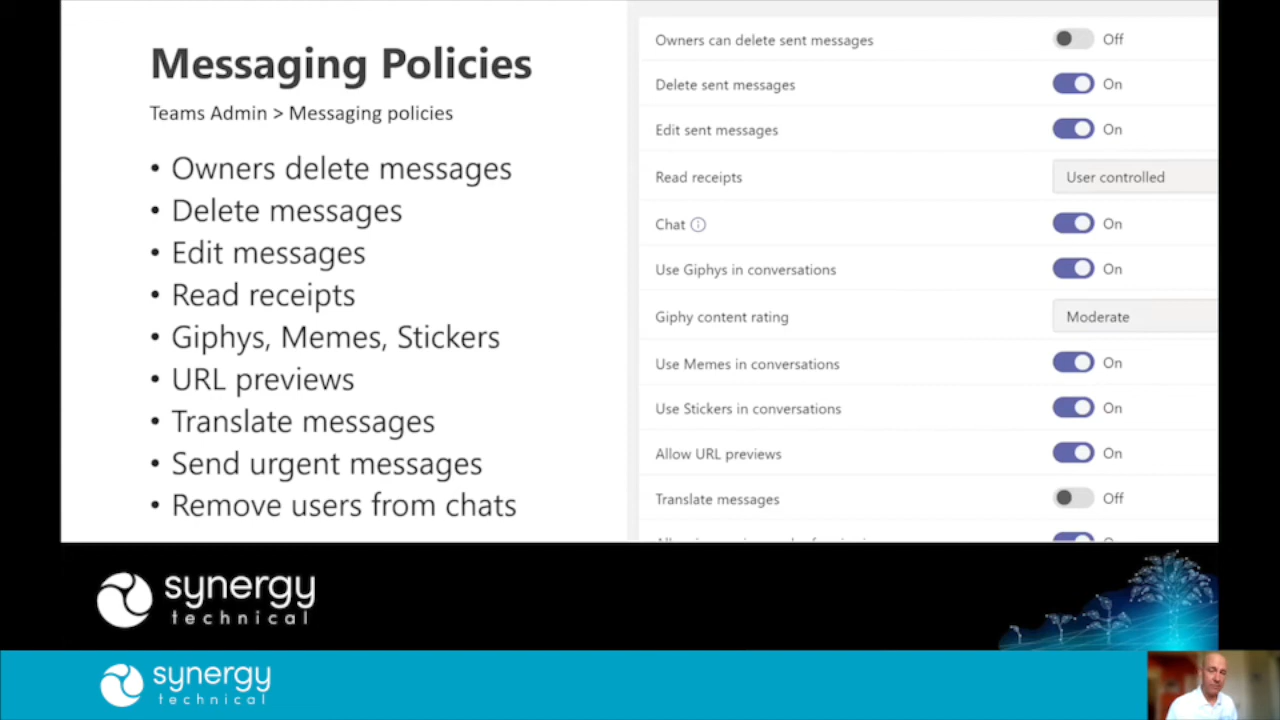 Messaging Policies
Teams Admin > Messaging policies
• Owners delete messages
• Delete messages
• Edit messages
• Read receipts
• Giphys, Memes, Stickers
• URL previews
• Translate messages
• Send urgent messages
• Remove users from chats
Owners can delete sent messages Off
Delete sent messages On
Edit sent messages On
Read receipts User controlled
Chat On
Use Giphys in conversations On
Giphy content rating Moderate
Use Memes in conversations On
Use Stickers in conversations On
Allow URL previews On
Translate messages Off
synergy
technical
synergy
technical